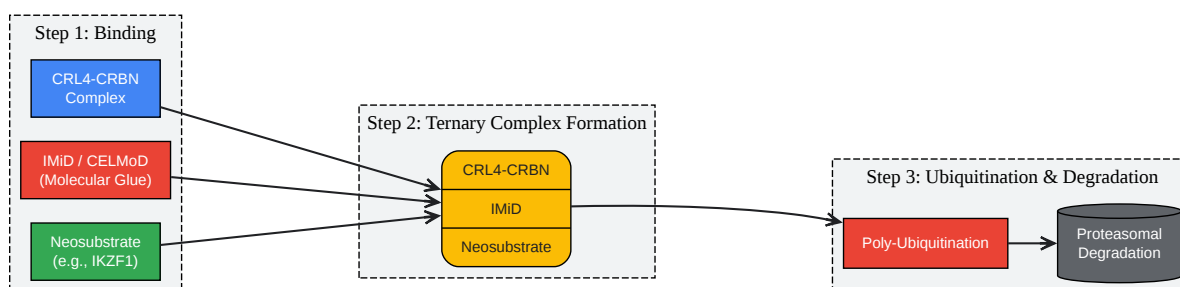 Step 1: Binding
CRL4-CRBN
Complex
IMiD / CELMoD
(Molecular Glue)
Neosubstrate
(e.g., IKZF1)
Step 2: Ternary Complex Formation
CRL4-CRBN
IMiD
Neosubstrate
Step 3: Ubiquitination & Degradation
Poly-Ubiquitination
Proteasomal
Degradation